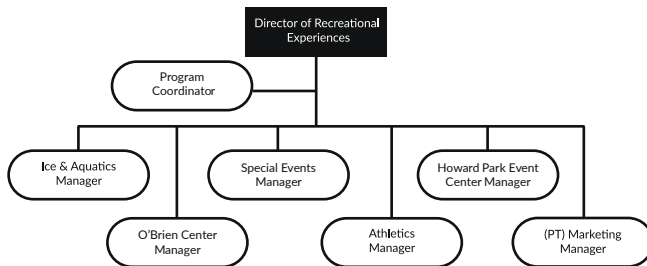 Director of Recreational
Experiences
Program
Coordinator
Ice & Aquatics
Manager
Special Events
Manager
Howard Park Event
Center Manager
O'Brien Center
Manager
Athletics
Manager
(PT) Marketing
Manager